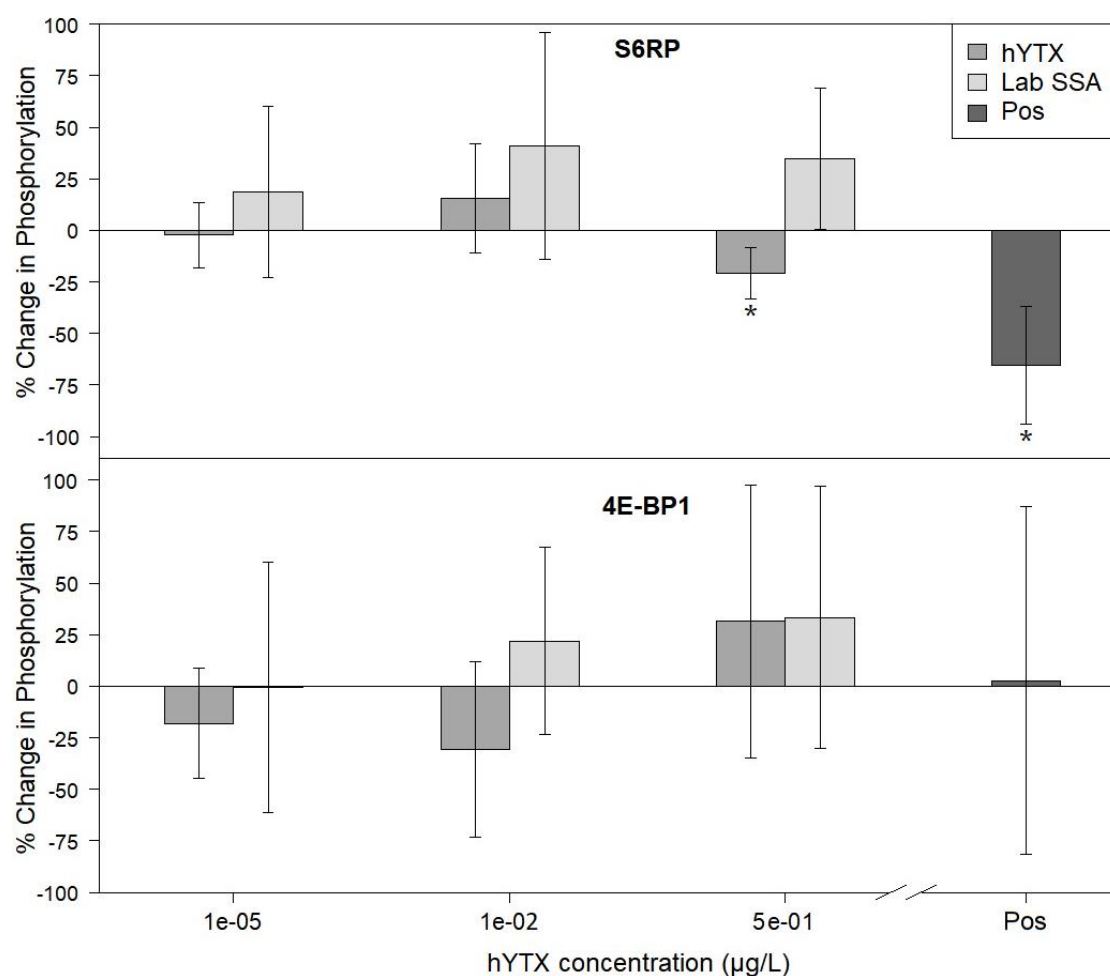 S6RP
hYTX
Lab SSA
Pos
% Change in Phosphorylation
100
75
50
25
0
-25
-50
-75
-100
*
*
4E-BP1
% Change in Phosphorylation
100
75
50
25
0
-25
-50
-75
-100
1e-05 1e-02 5e-01 Pos
hYTX concentration (µg/L)